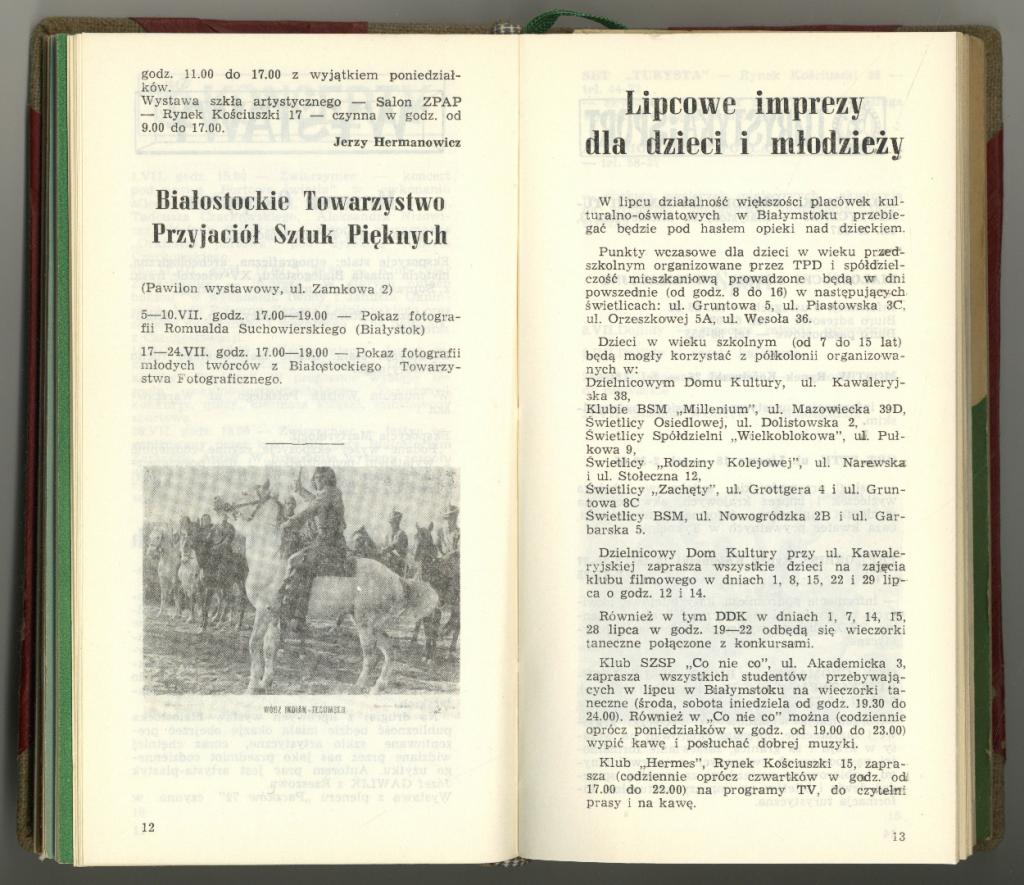 godz. 11.00 do 17.00 z wyjątkiem poniedział-
ków.
Wystawa szkła artystycznego — Salon ZPAP
— Rynek Kościuszki 17 — czynna w godz. od
9.00 do 17.00.
Jerzy Hermanowicz
Białostockie Towarzystwo
Przyjaciół Sztuk Pięknych
(Pawilon wystawowy, ul. Zamkowa 2)
5—10.VII. godz. 17.00—19.00 — Pokaz fotogra-
fii Romualda Suchowierskiego (Białystok)
17—24.VII. godz. 17.00—19.00 — Pokaz fotografii
młodych twórców z Białostockiego Towarzy-
stwa Fotograficznego.
WÓDZ INDIAN - TECUMSEH
12
Lipcowe imprezy
dla dzieci i młodzieży
W lipcu działalność większości placówek kul-
turalno-oświatowych w Białymstoku przebie-
gać będzie pod hasłem opieki nad dzieckiem.
Punkty wczasowe dla dzieci w wieku przed-
szkolnym organizowane przez TPD i spółdziel-
czość mieszkaniową prowadzone będą w dni
powszednie (od godz. 8 do 16) w następujących
świetlicach: ul. Gruntowa 5, ul. Piastowska 3C,
ul. Orzeszkowej 5A, ul. Wesoła 36.
Dzieci w wieku szkolnym (od 7 do 15 lat)
będą mogły korzystać z półkolonii organizowa-
nych w:
Dzielnicowym Domu Kultury, ul. Kawaleryj-
ska 38,
Klubie BSM „Millenium", ul. Mazowiecka 39D,
Świetlicy Osiedlowej, ul. Dolistowska 2,
Świetlicy Spółdzielni „Wielkoblokowa", ul. Puł-
kowa 9,
Świetlicy „Rodziny Kolejowej", ul. Narewska
i ul. Stołeczna 12,
Świetlicy „Zachęty", ul. Grottgera 4 i ul. Grun-
towa 8C
Świetlicy BSM, ul. Nowogródzka 2B i ul. Gar-
barska 5.
Dzielnicowy Dom Kultury przy ul. Kawale-
ryjskiej zaprasza wszystkie dzieci na zajęcia
klubu filmowego w dniach 1, 8, 15, 22 i 29 lip-
ca o godz. 12 i 14.
Również w tym DDK w dniach 1, 7, 14, 15,
28 lipca w godz. 19—22 odbędą się wieczorki
taneczne połączone z konkursami.
Klub SZSP „Co nie co", ul. Akademicka 3,
zaprasza wszystkich studentów przebywają-
cych w lipcu w Białymstoku na wieczorki ta-
neczne (środa, sobota iniedziela od godz. 19.30 do
24.00). Również w „Co nie co" można (codziennie
oprócz poniedziałków w godz. od 19.00 do 23.00)
wypić kawę i posłuchać dobrej muzyki.
Klub „Hermes", Rynek Kościuszki 15, zapra-
sza (codziennie oprócz czwartków w godz. od
17.00 do 22.00) na programy TV, do czytelni
prasy i na kawę.
13